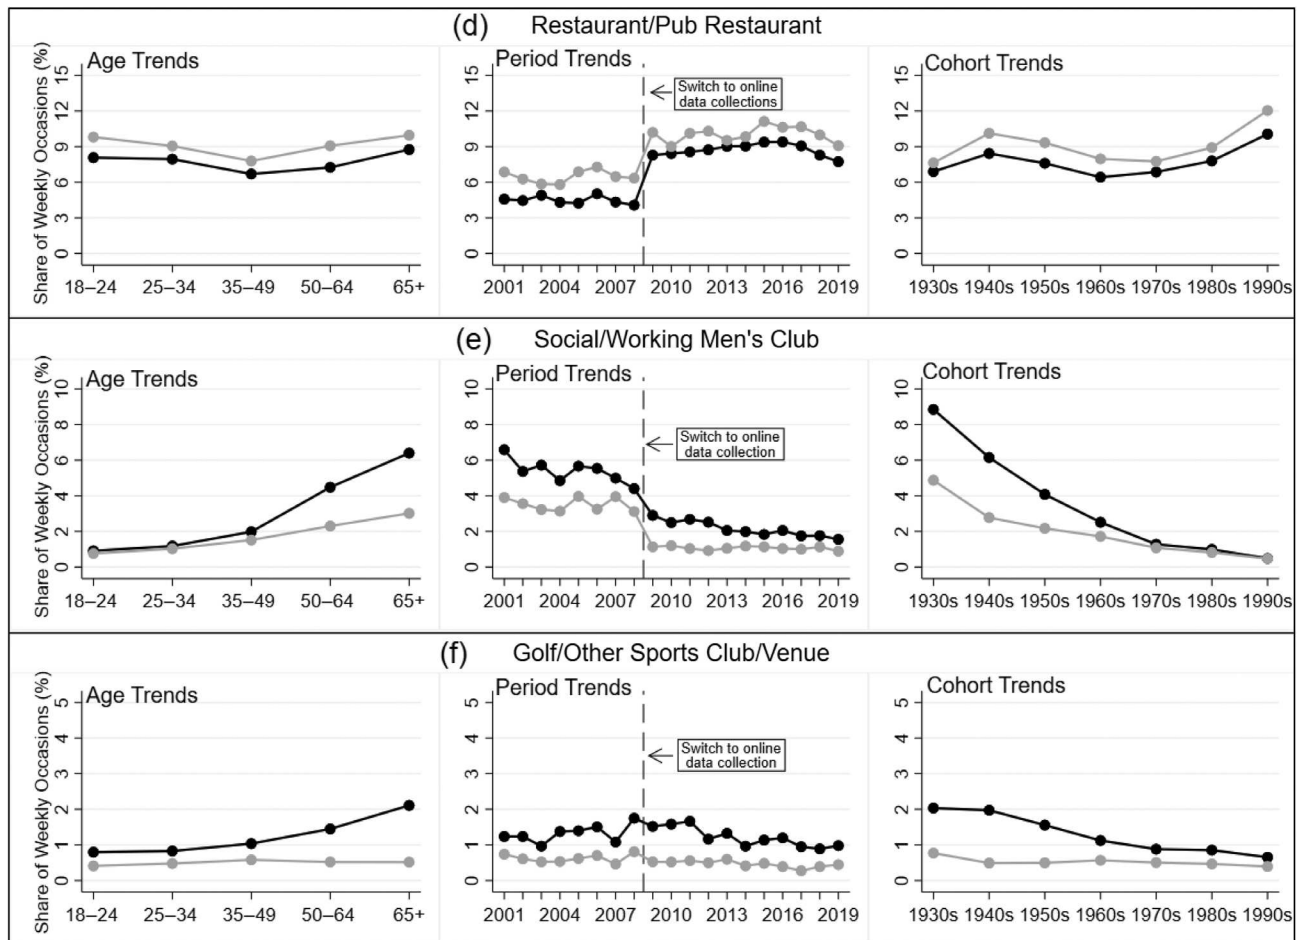 (d) Restaurant/Pub Restaurant
Share of Weekly Occasions (%)
Age Trends
15
12
9
6
3
0
18–24 25–34 35–49 50–64 65+
Period Trends
Switch to online
data collections
15
12
9
6
3
0
2001 2004 2007 2010 2013 2016 2019
Cohort Trends
15
12
9
6
3
0
1930s 1940s 1950s 1960s 1970s 1980s 1990s
(e) Social/Working Men's Club
Share of Weekly Occasions (%)
Age Trends
10
8
6
4
2
0
18–24 25–34 35–49 50–64 65+
Period Trends
Switch to online
data collection
10
8
6
4
2
0
2001 2004 2007 2010 2013 2016 2019
Cohort Trends
10
8
6
4
2
0
1930s 1940s 1950s 1960s 1970s 1980s 1990s
(f) Golf/Other Sports Club/Venue
Share of Weekly Occasions (%)
Age Trends
5
4
3
2
1
0
18–24 25–34 35–49 50–64 65+
Period Trends
Switch to online
data collection
5
4
3
2
1
0
2001 2004 2007 2010 2013 2016 2019
Cohort Trends
5
4
3
2
1
0
1930s 1940s 1950s 1960s 1970s 1980s 1990s